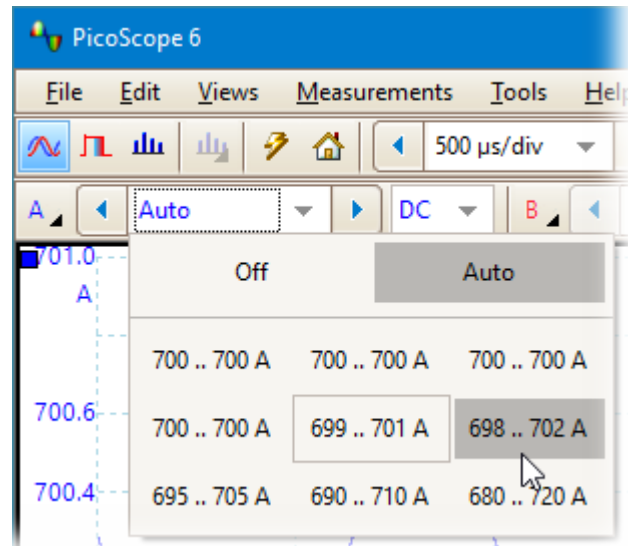 PicoScope 6
File Edit Views Measurements Tools Help
500 µs/div
A Auto DC B
701.0
A
Off Auto
700 .. 700 A 700 .. 700 A 700 .. 700 A
700.6
700 .. 700 A 699 .. 701 A 698 .. 702 A
700.4
695 .. 705 A 690 .. 710 A 680 .. 720 A